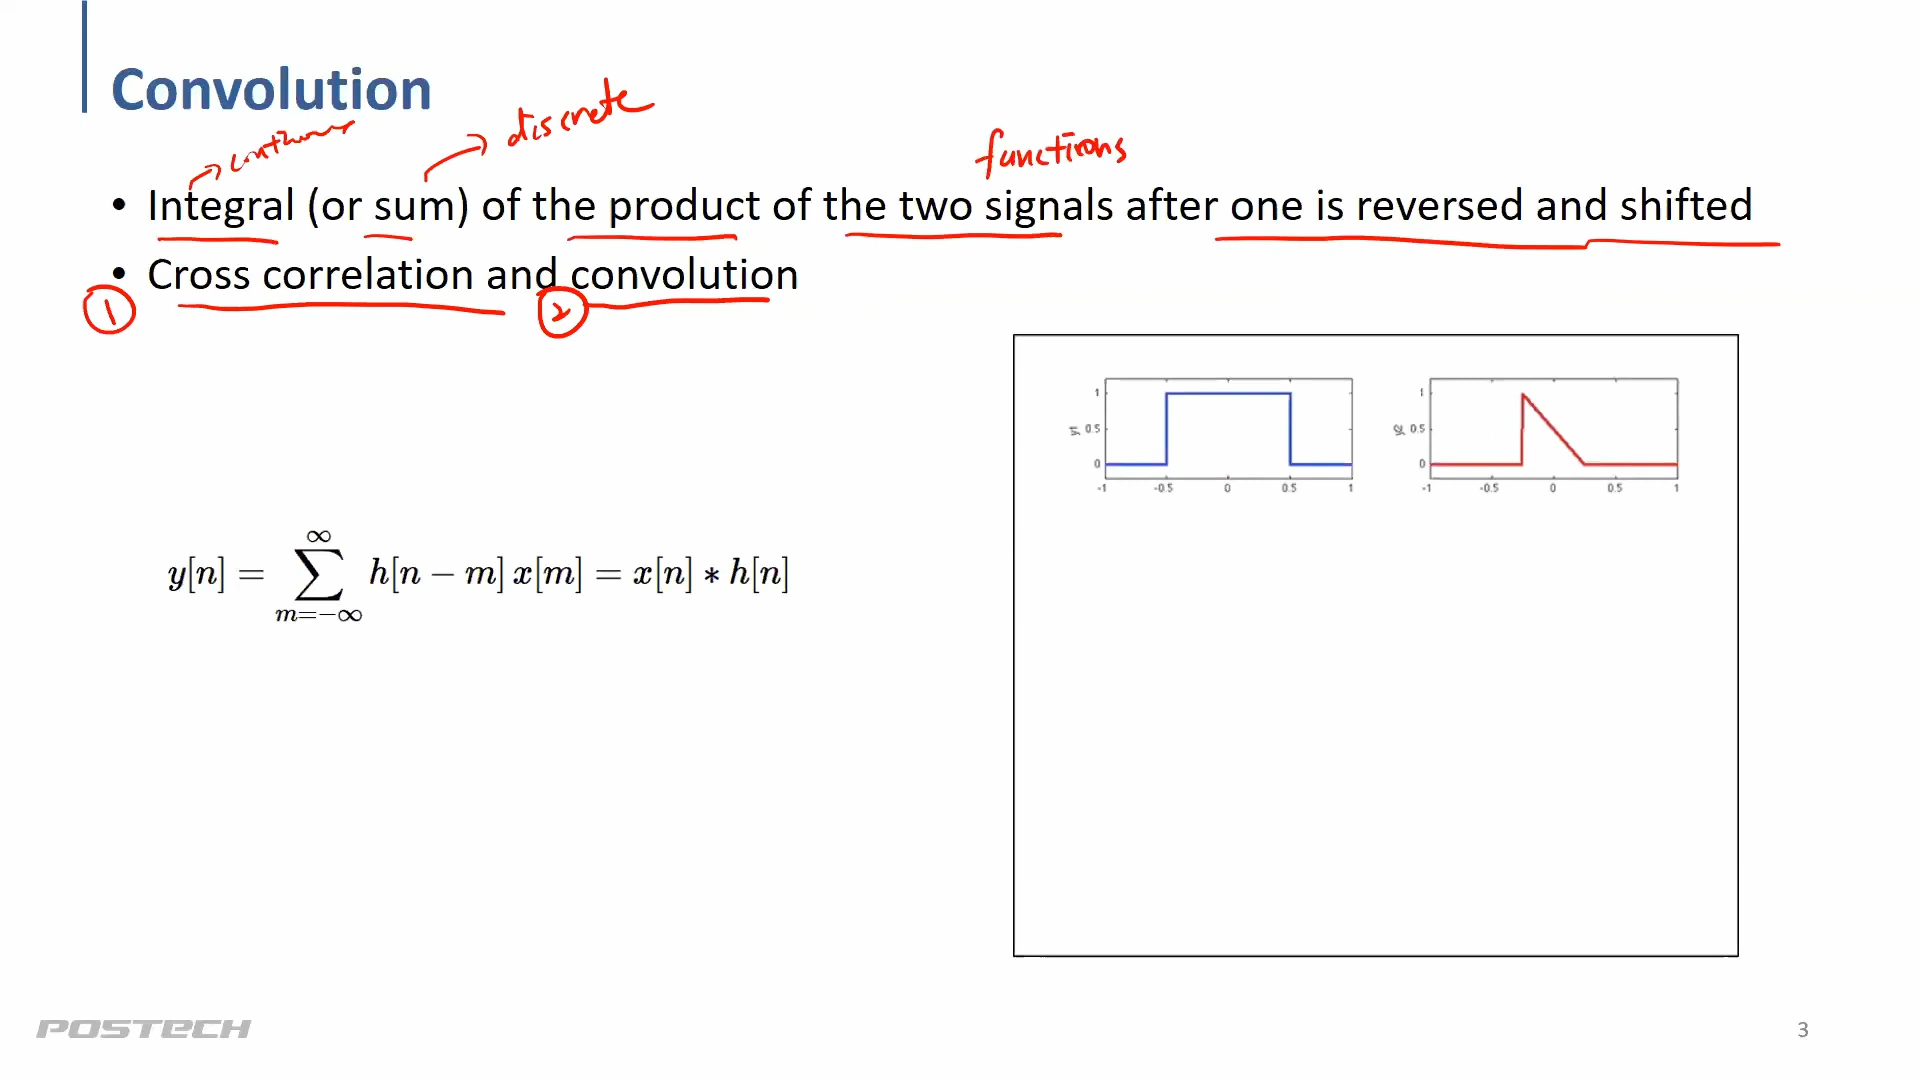 Convolution
discrete
functions
• Integral (or sum) of the product of the two signals after one is reversed and shifted
• Cross correlation and convolution
1 2
y1 1 0.5 0 -1 -0.5 0 0.5 1
y2 1 0.5 0 -1 -0.5 0 0.5 1
y[n] = ∑_{m=-∞}^{∞} h[n − m] x[m] = x[n] ∗ h[n]
POSTECH
3